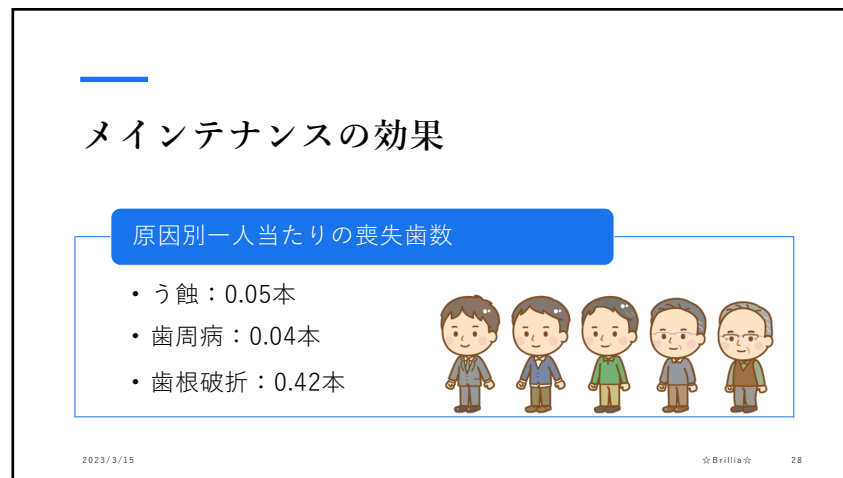 メインテナンスの効果
原因別一人当たりの喪失歯数
• う蝕：0.05本
• 歯周病：0.04本
• 歯根破折：0.42本
2023/3/15
☆Brillia☆
28